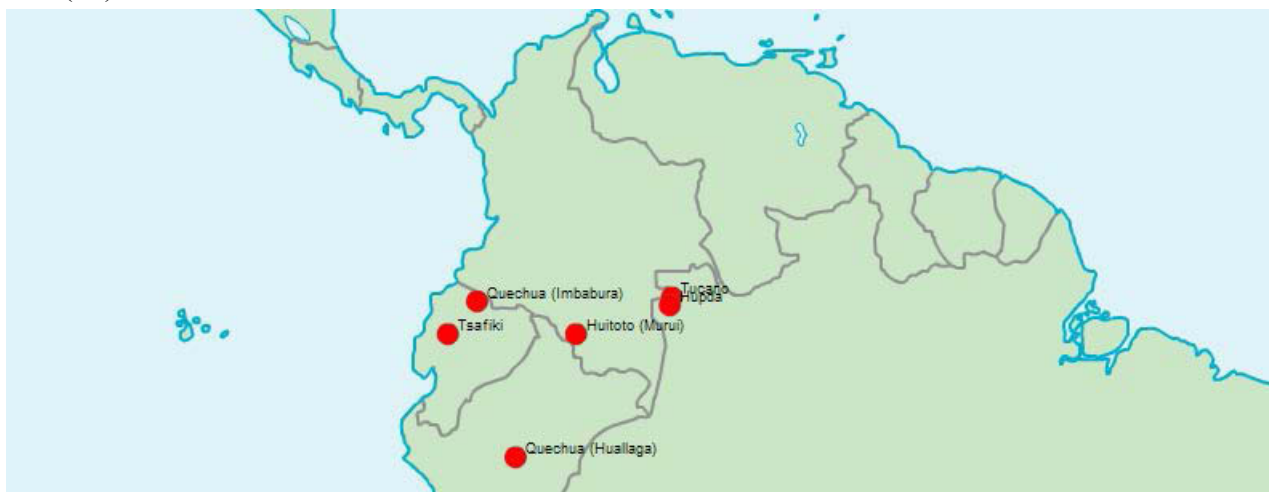 Tucano
Quechua (Imbabura)
Hupda
Tsafiki
Huitoto (Murui)
Quechua (Huallaga)